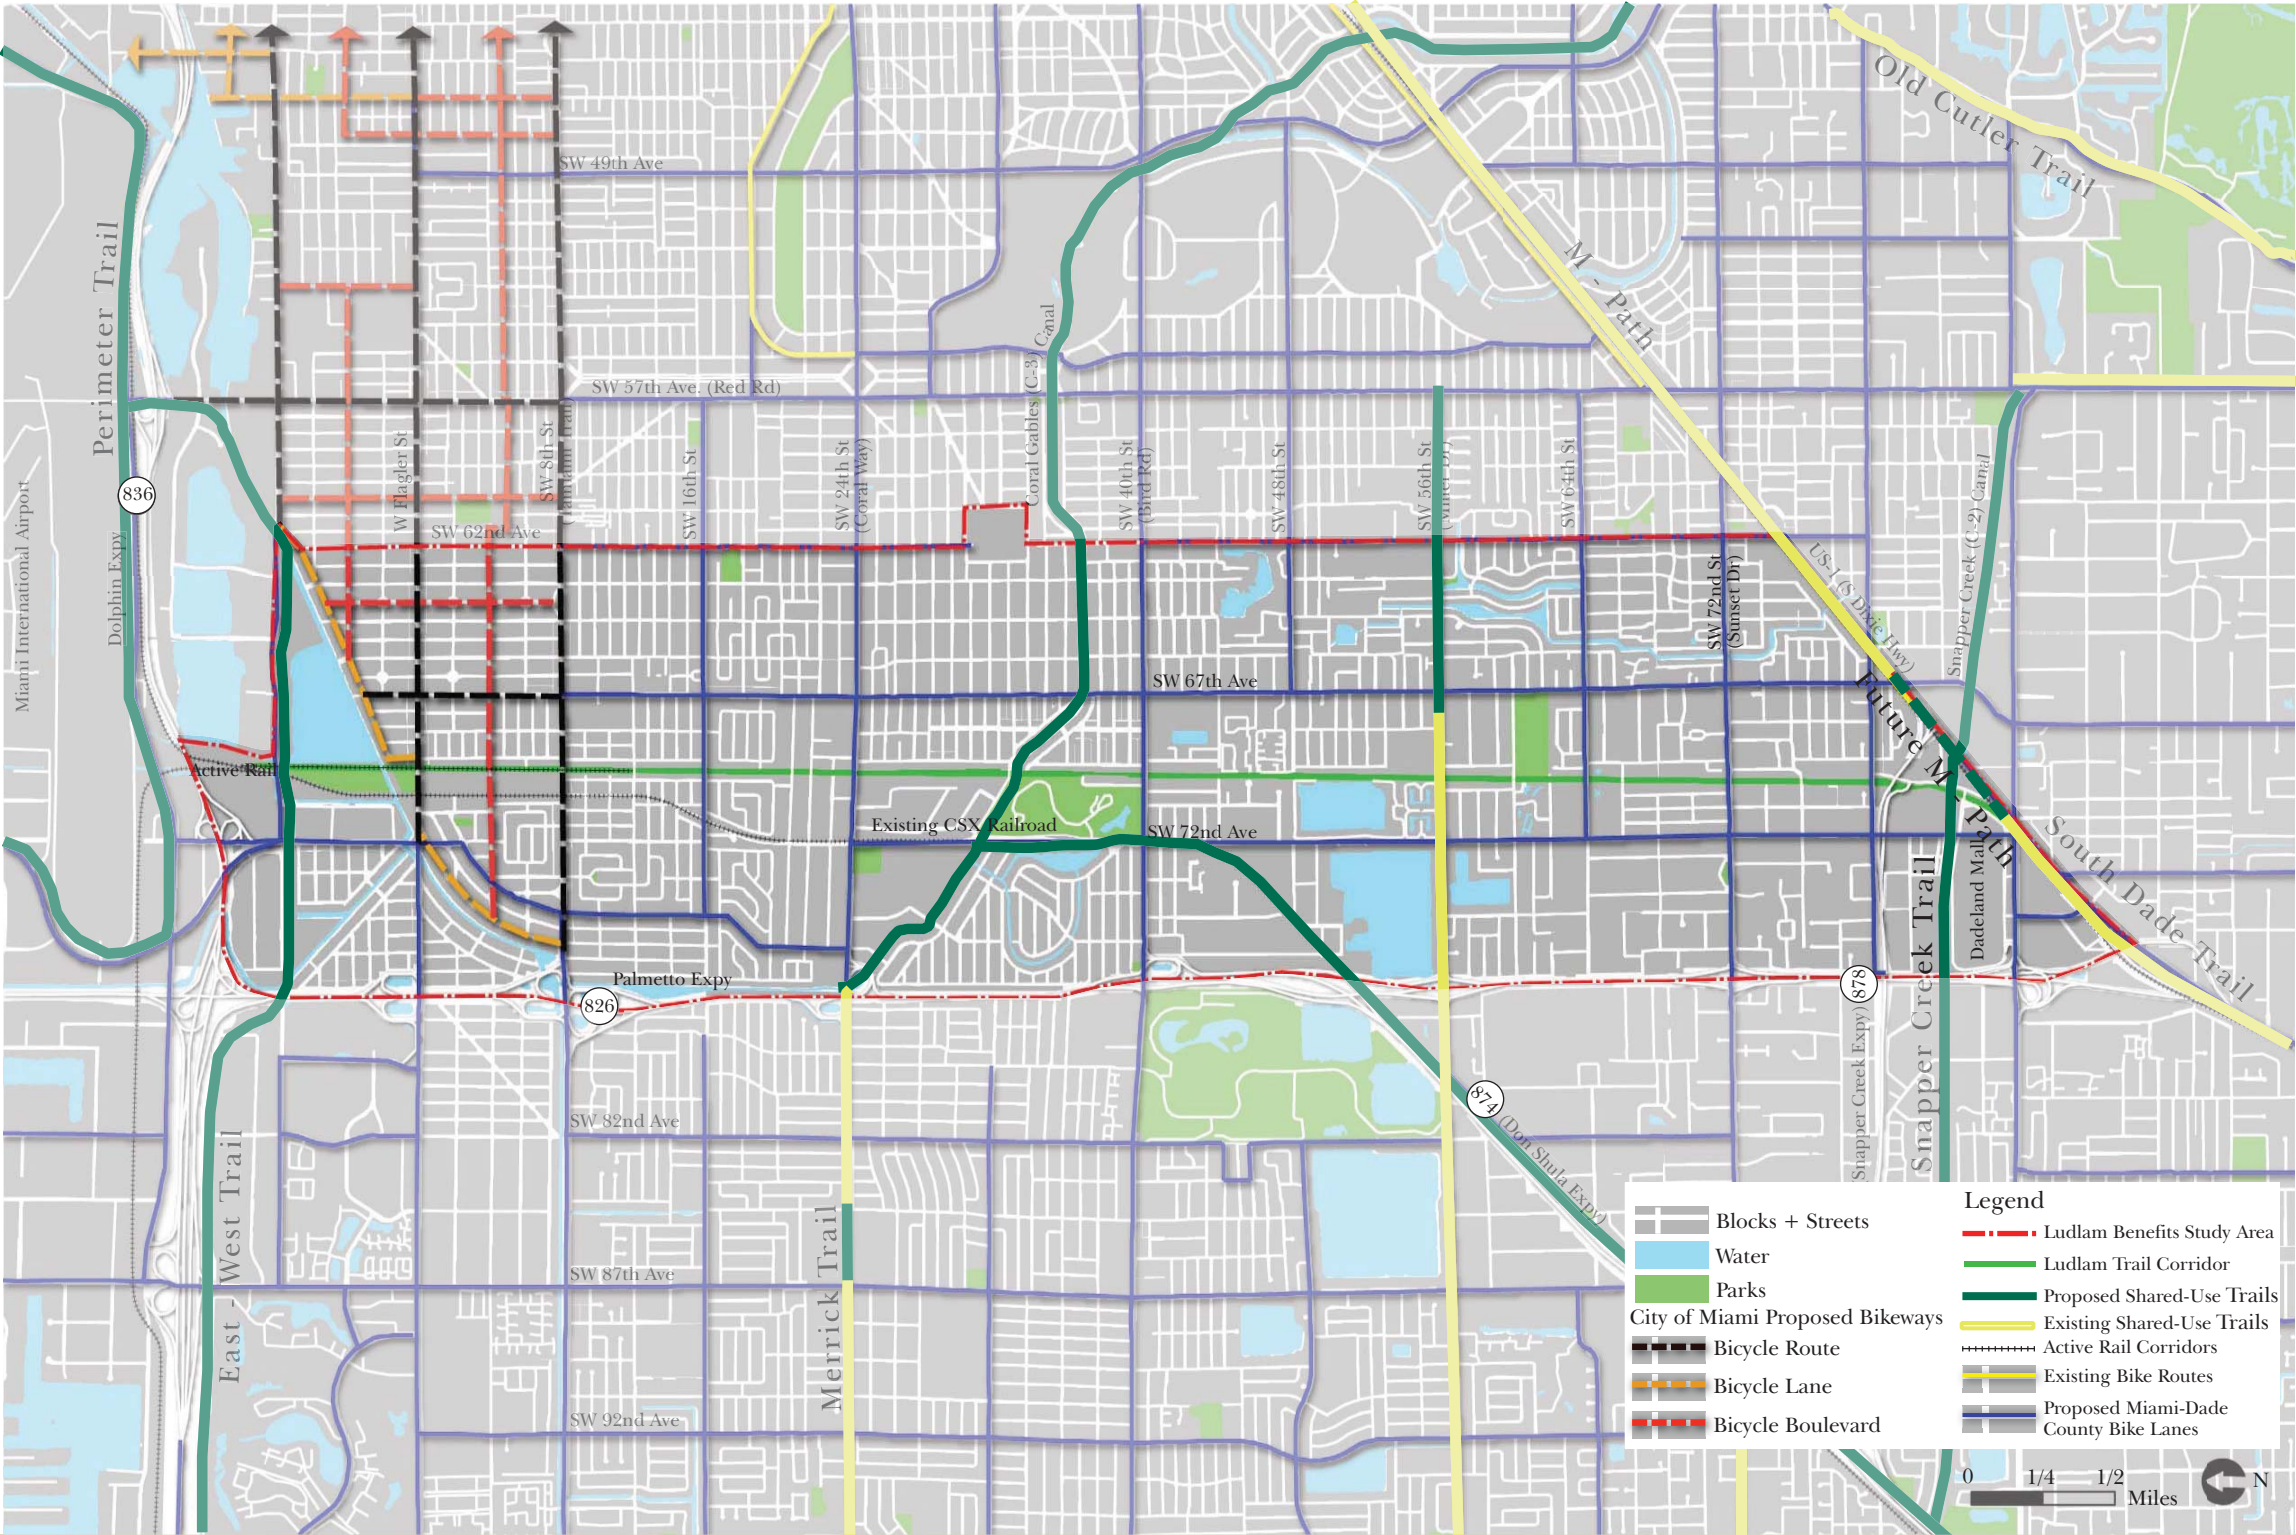 Old Cutler Trail
SW 49th Ave
M - Path
Perimeter Trail
Coral Gables (C-3) Canal
SW 57th Ave. (Red Rd)
836
Miami International Airport
Dolphin Expy
W Flagler St
SW 8th St
(Tamiami Trail)
SW 16th St
SW 24th St
(Coral Way)
SW 40th St
(Bird Rd)
SW 48th St
SW 56th St
(Miller Dr)
SW 64th St
Snapper Creek (C-2) Canal
SW 62nd Ave
SW 72nd St
(Sunset Dr)
US-1 (S Dixie Hwy)
SW 67th Ave
Future M - Path
Active Rail
Existing CSX Railroad
SW 72nd Ave
South Dade Trail
Dadeland Mall
Snapper Creek Trail
Palmetto Expy
826
878
Snapper Creek Expy)
Snapper Creek Trail
874
(Don Shula Expy)
SW 82nd Ave
East - West Trail
Merrick Trail
SW 87th Ave
SW 92nd Ave
Blocks + Streets
Water
Parks
City of Miami Proposed Bikeways
Bicycle Route
Bicycle Lane
Bicycle Boulevard
Legend
Ludlam Benefits Study Area
Ludlam Trail Corridor
Proposed Shared-Use Trails
Existing Shared-Use Trails
Active Rail Corridors
Existing Bike Routes
Proposed Miami-Dade
County Bike Lanes
0 1/4 1/2
Miles
N